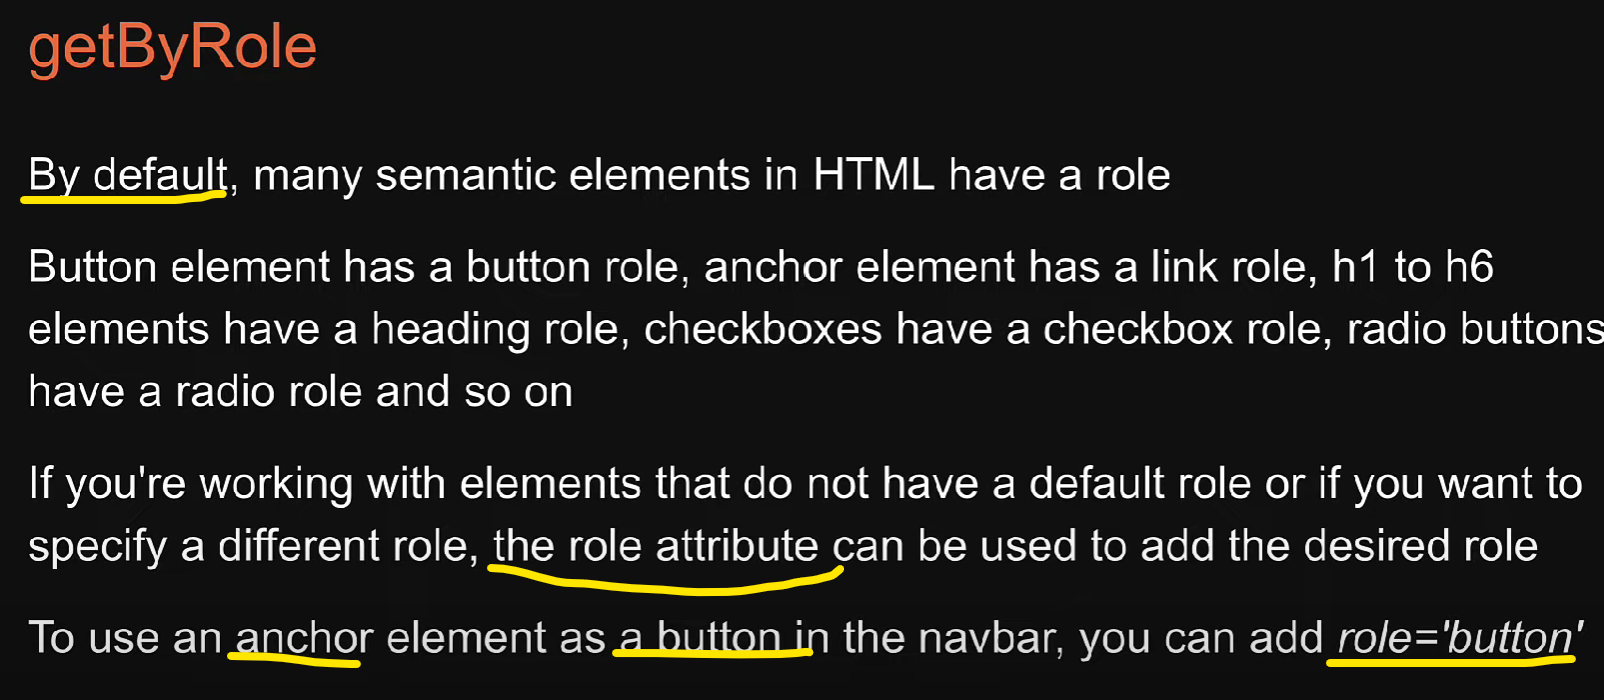 getByRole
By default, many semantic elements in HTML have a role
Button element has a button role, anchor element has a link role, h1 to h6
elements have a heading role, checkboxes have a checkbox role, radio buttons
have a radio role and so on
If you're working with elements that do not have a default role or if you want to
specify a different role, the role attribute can be used to add the desired role
To use an anchor element as a button in the navbar, you can add role='button'